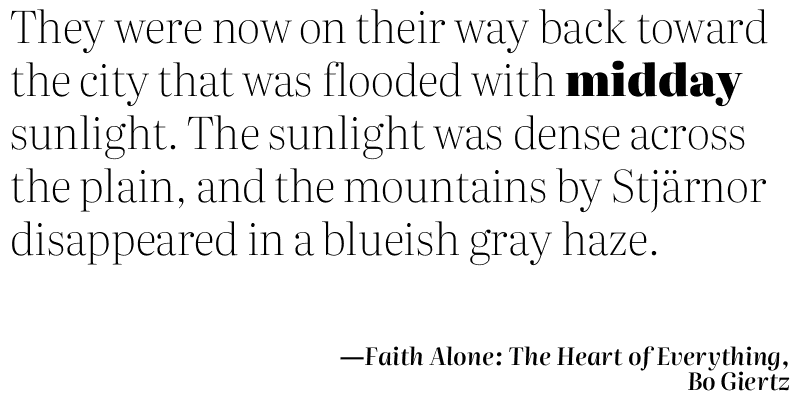 They were now on their way back toward
the city that was flooded with midday
sunlight. The sunlight was dense across
the plain, and the mountains by Stjärnor
disappeared in a blueish gray haze.
—Faith Alone: The Heart of Everything,
Bo Giertz